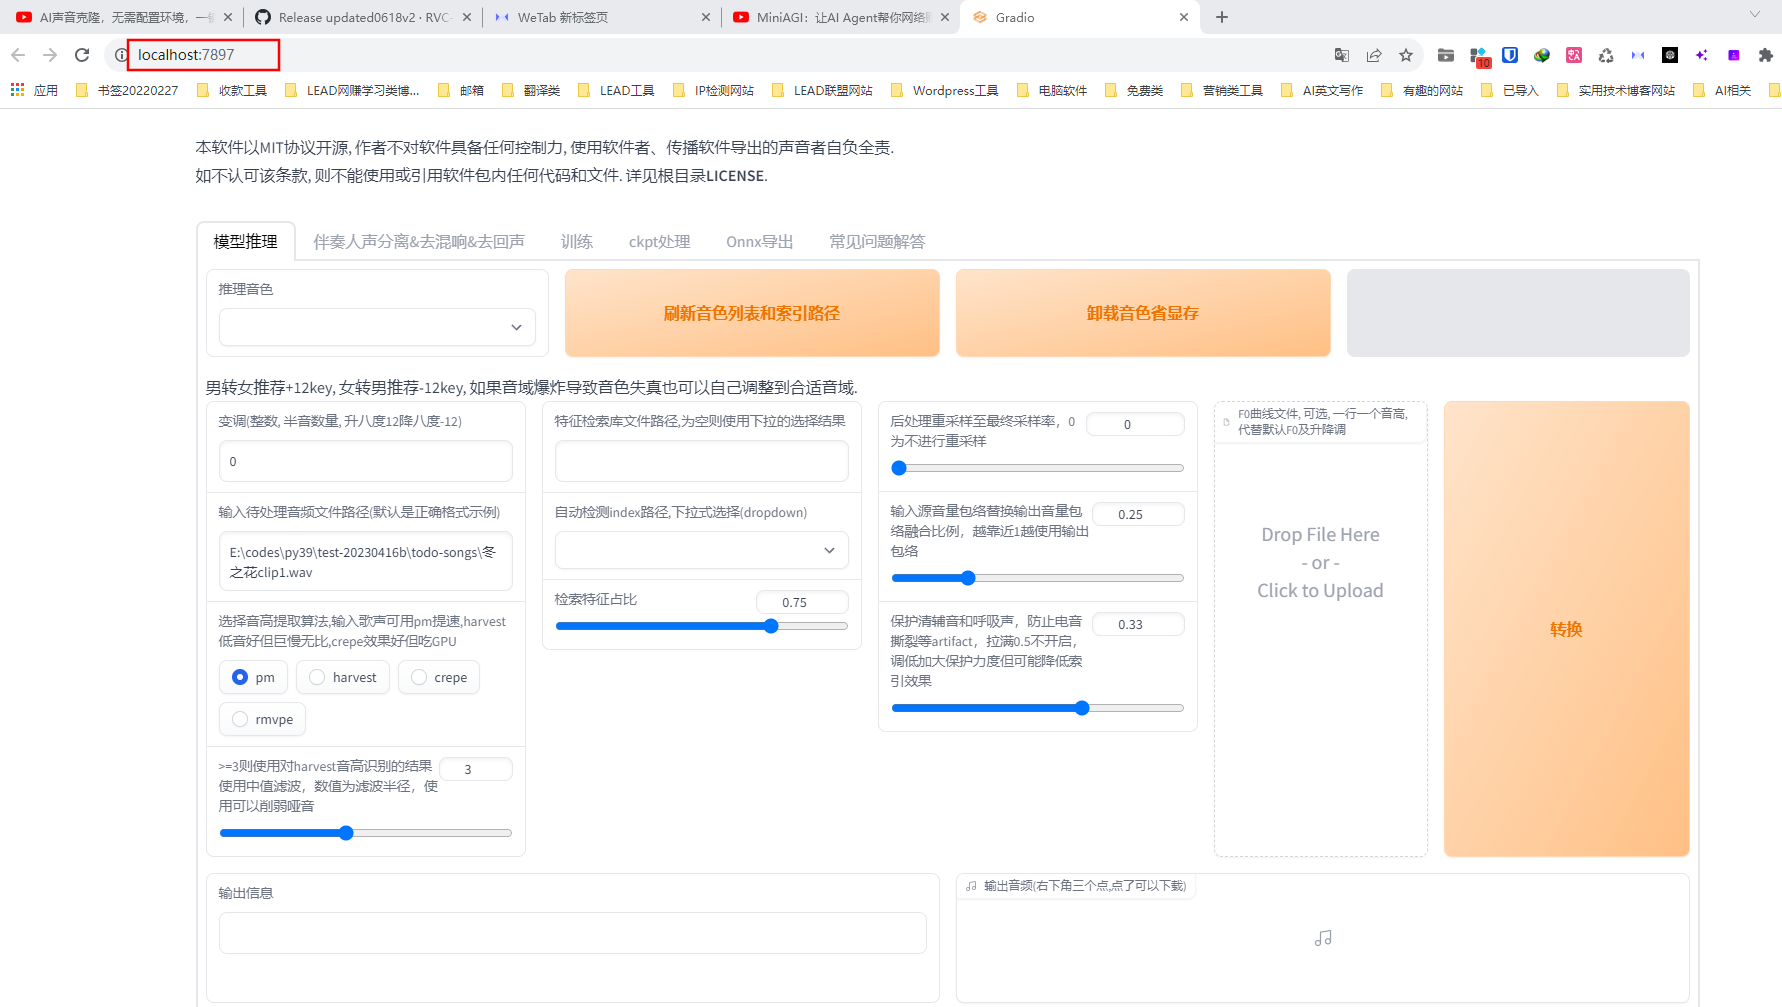 AI声音克隆，无需配置环境，一
Release updated0618v2 · RVC-
WeTab 新标签页
MiniAGI：让AI Agent帮你网络
Gradio
localhost:7897
10
应用
书签20220227
收款工具
LEAD网赚学习类博...
邮箱
翻译类
LEAD工具
IP检测网站
LEAD联盟网站
Wordpress工具
电脑软件
免费类
营销类工具
AI英文写作
有趣的网站
已导入
实用技术博客网站
AI相关
本软件以MIT协议开源, 作者不对软件具备任何控制力, 使用软件者、传播软件导出的声音者自负全责.
如不认可该条款, 则不能使用或引用软件包内任何代码和文件. 详见根目录LICENSE.
模型推理
伴奏人声分离&去混响&去回声
训练
ckpt处理
Onnx导出
常见问题解答
推理音色
刷新音色列表和索引路径
卸载音色省显存
男转女推荐+12key, 女转男推荐-12key, 如果音域爆炸导致音色失真也可以自己调整到合适音域.
变调(整数, 半音数量, 升八度12降八度-12)
0
输入待处理音频文件路径(默认是正确格式示例)
E:\codes\py39\test-20230416b\todo-songs\冬
之花clip1.wav
选择音高提取算法,输入歌声可用pm提速,harvest
低音好但巨慢无比,crepe效果好但吃GPU
pm
harvest
crepe
rmvpe
>=3则使用对harvest音高识别的结果
使用中值滤波，数值为滤波半径，使
用可以削弱哑音
3
特征检索库文件路径,为空则使用下拉的选择结果
自动检测index路径,下拉式选择(dropdown)
检索特征占比
0.75
后处理重采样至最终采样率，0
为不进行重采样
0
输入源音量包络替换输出音量包
络融合比例，越靠近1越使用输出
包络
0.25
保护清辅音和呼吸声，防止电音
撕裂等artifact，拉满0.5不开启，
调低加大保护力度但可能降低索
引效果
0.33
F0曲线文件, 可选, 一行一个音高,
代替默认F0及升降调
Drop File Here
- or -
Click to Upload
转换
输出信息
输出音频(右下角三个点,点了可以下载)